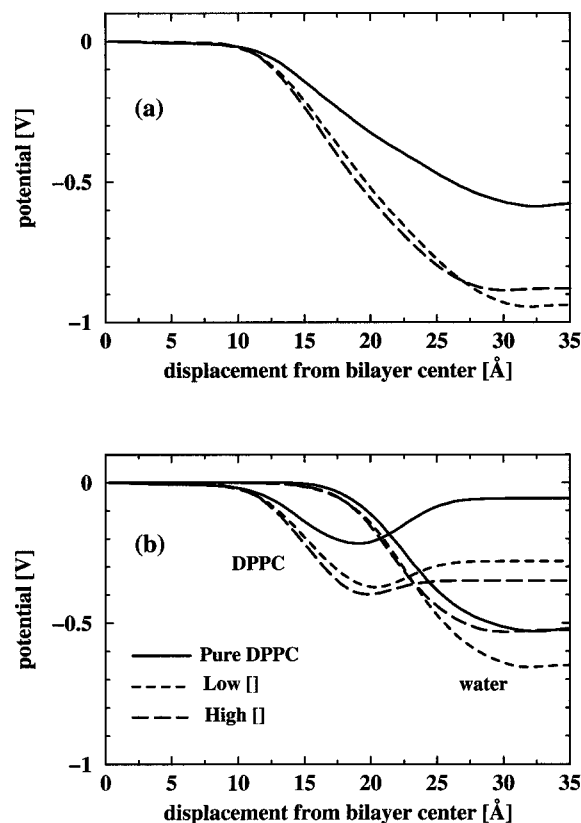 0
(a)
potential [V]
−0.5
−1
0 5 10 15 20 25 30 35
displacement from bilayer center [Å]
0
(b)
DPPC
potential [V]
−0.5
Pure DPPC
Low []
water
High []
−1
0 5 10 15 20 25 30 35
displacement from bilayer center [Å]